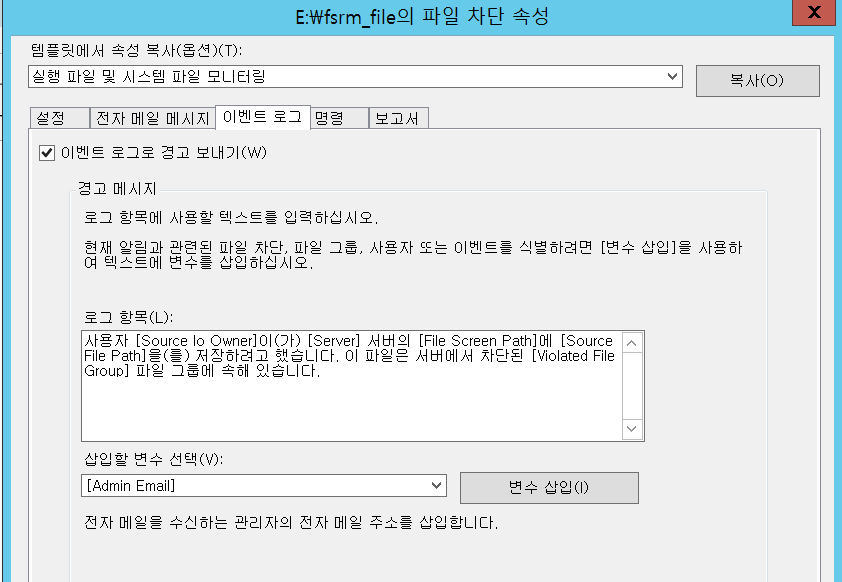 E:\fsrm_file의 파일 차단 속성
X
템플릿에서 속성 복사(옵션)(T):
실행 파일 및 시스템 파일 모니터링
복사(O)
설정 전자 메일 메시지 이벤트 로그 명령 보고서
이벤트 로그로 경고 보내기(W)
경고 메시지
로그 항목에 사용할 텍스트를 입력하십시오.
현재 알림과 관련된 파일 차단, 파일 그룹, 사용자 또는 이벤트를 식별하려면 [변수 삽입]을 사용하
여 텍스트에 변수를 삽입하십시오.
로그 항목(L):
사용자 [Source Io Owner]이(가) [Server] 서버의 [File Screen Path]에 [Source
File Path]을(를) 저장하려고 했습니다. 이 파일은 서버에서 차단된 [Violated File
Group] 파일 그룹에 속해 있습니다.
삽입할 변수 선택(V):
[Admin Email]
변수 삽입(I)
전자 메일을 수신하는 관리자의 전자 메일 주소를 삽입합니다.